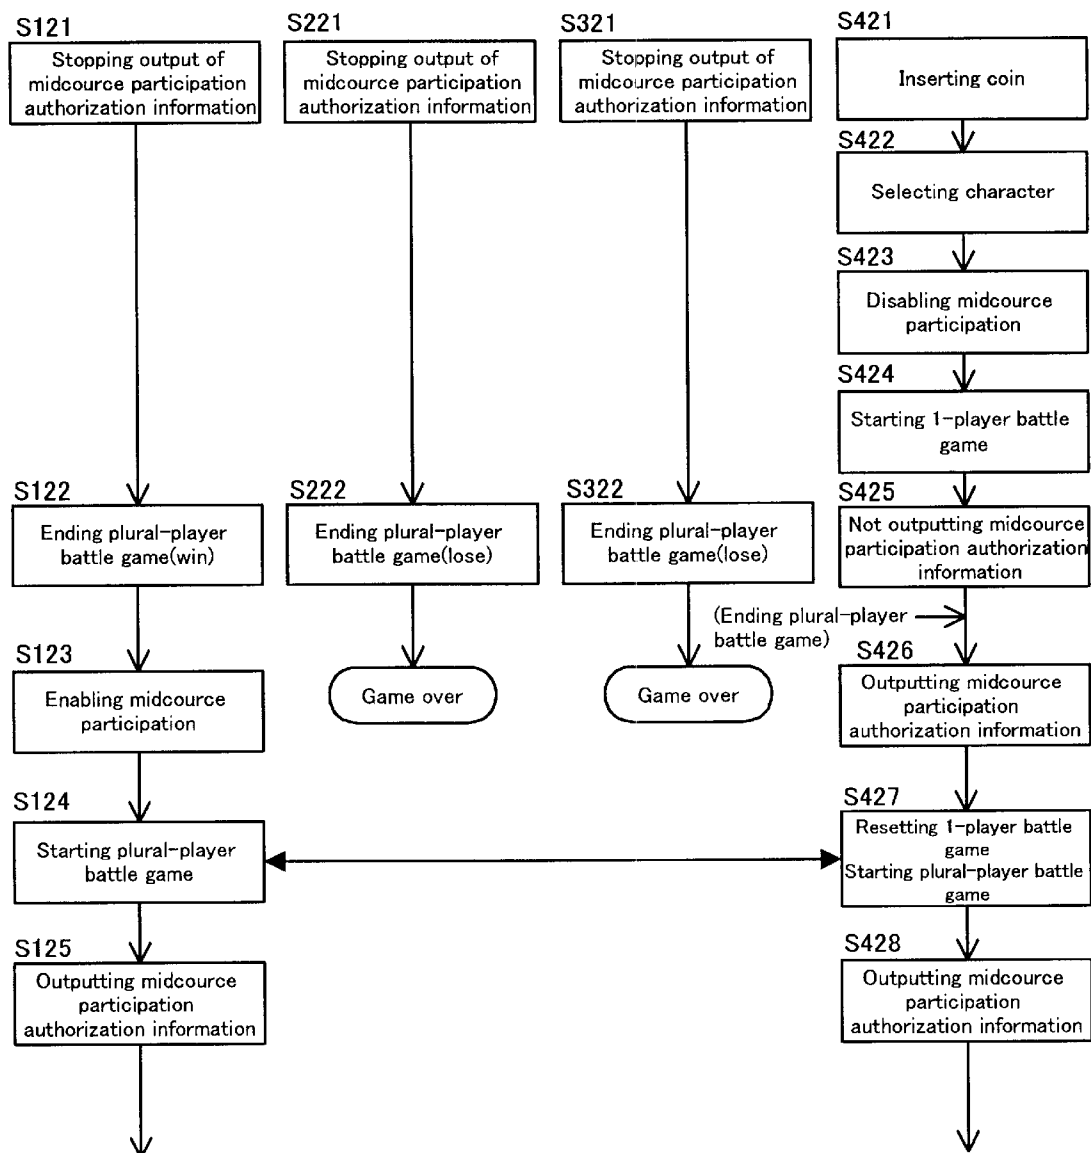 S121
Stopping output of
midcource participation
authorization information
S221
Stopping output of
midcource participation
authorization information
S321
Stopping output of
midcource participation
authorization information
S421
Inserting coin
S422
Selecting character
S423
Disabling midcource
participation
S424
Starting 1-player battle
game
S122
Ending plural-player
battle game(win)
S222
Ending plural-player
battle game(lose)
S322
Ending plural-player
battle game(lose)
S425
Not outputting midcource
participation authorization
information
(Ending plural-player
battle game)
S123
Enabling midcource
participation
Game over
Game over
S426
Outputting midcource
participation
authorization information
S124
Starting plural-player
battle game
S427
Resetting 1-player battle
game
Starting plural-player battle
game
S125
Outputting midcource
participation
authorization information
S428
Outputting midcource
participation
authorization information